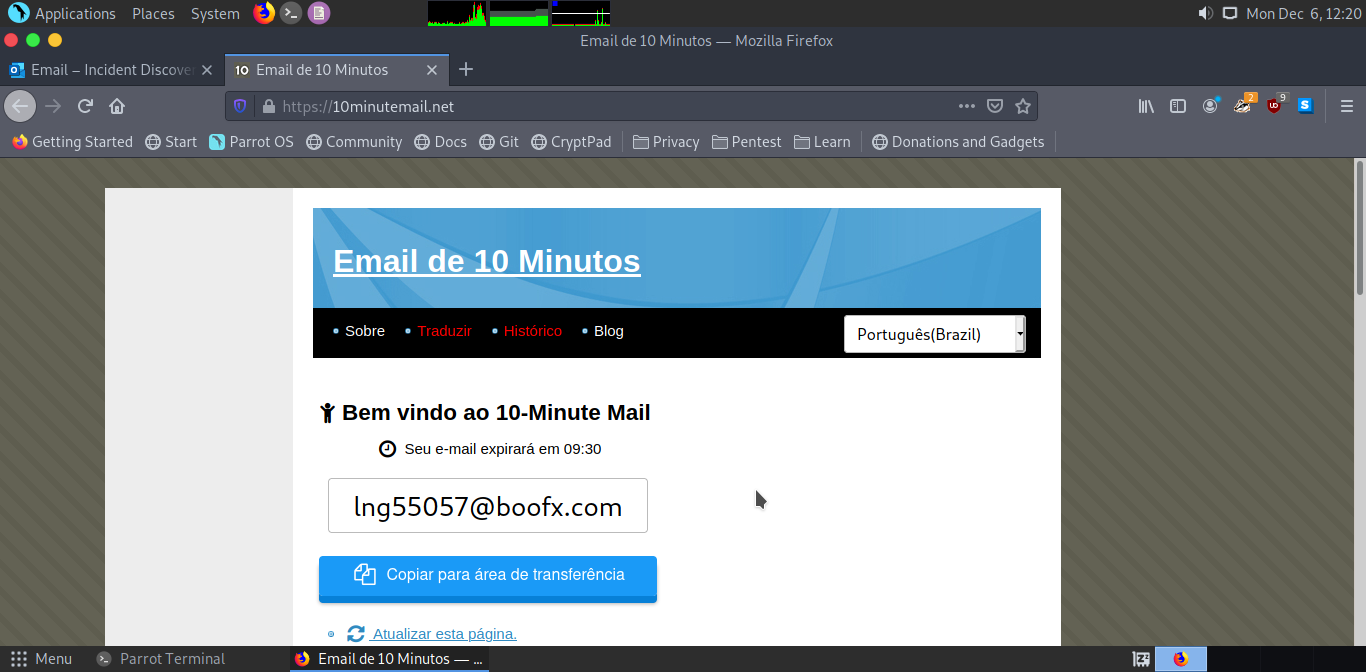 Applications Places System Mon Dec 6, 12:20
Email de 10 Minutos — Mozilla Firefox
Email – Incident Discover 10 Email de 10 Minutos
https://10minutemail.net 2 9 S
Getting Started Start Parrot OS Community Docs Git CryptPad Privacy Pentest Learn Donations and Gadgets
Email de 10 Minutos
Sobre Traduzir Histórico Blog Português(Brazil)
Bem vindo ao 10-Minute Mail
Seu e-mail expirará em 09:30
lng55057@boofx.com
Copiar para área de transferência
Atualizar esta página.
Menu Parrot Terminal Email de 10 Minutos — ...